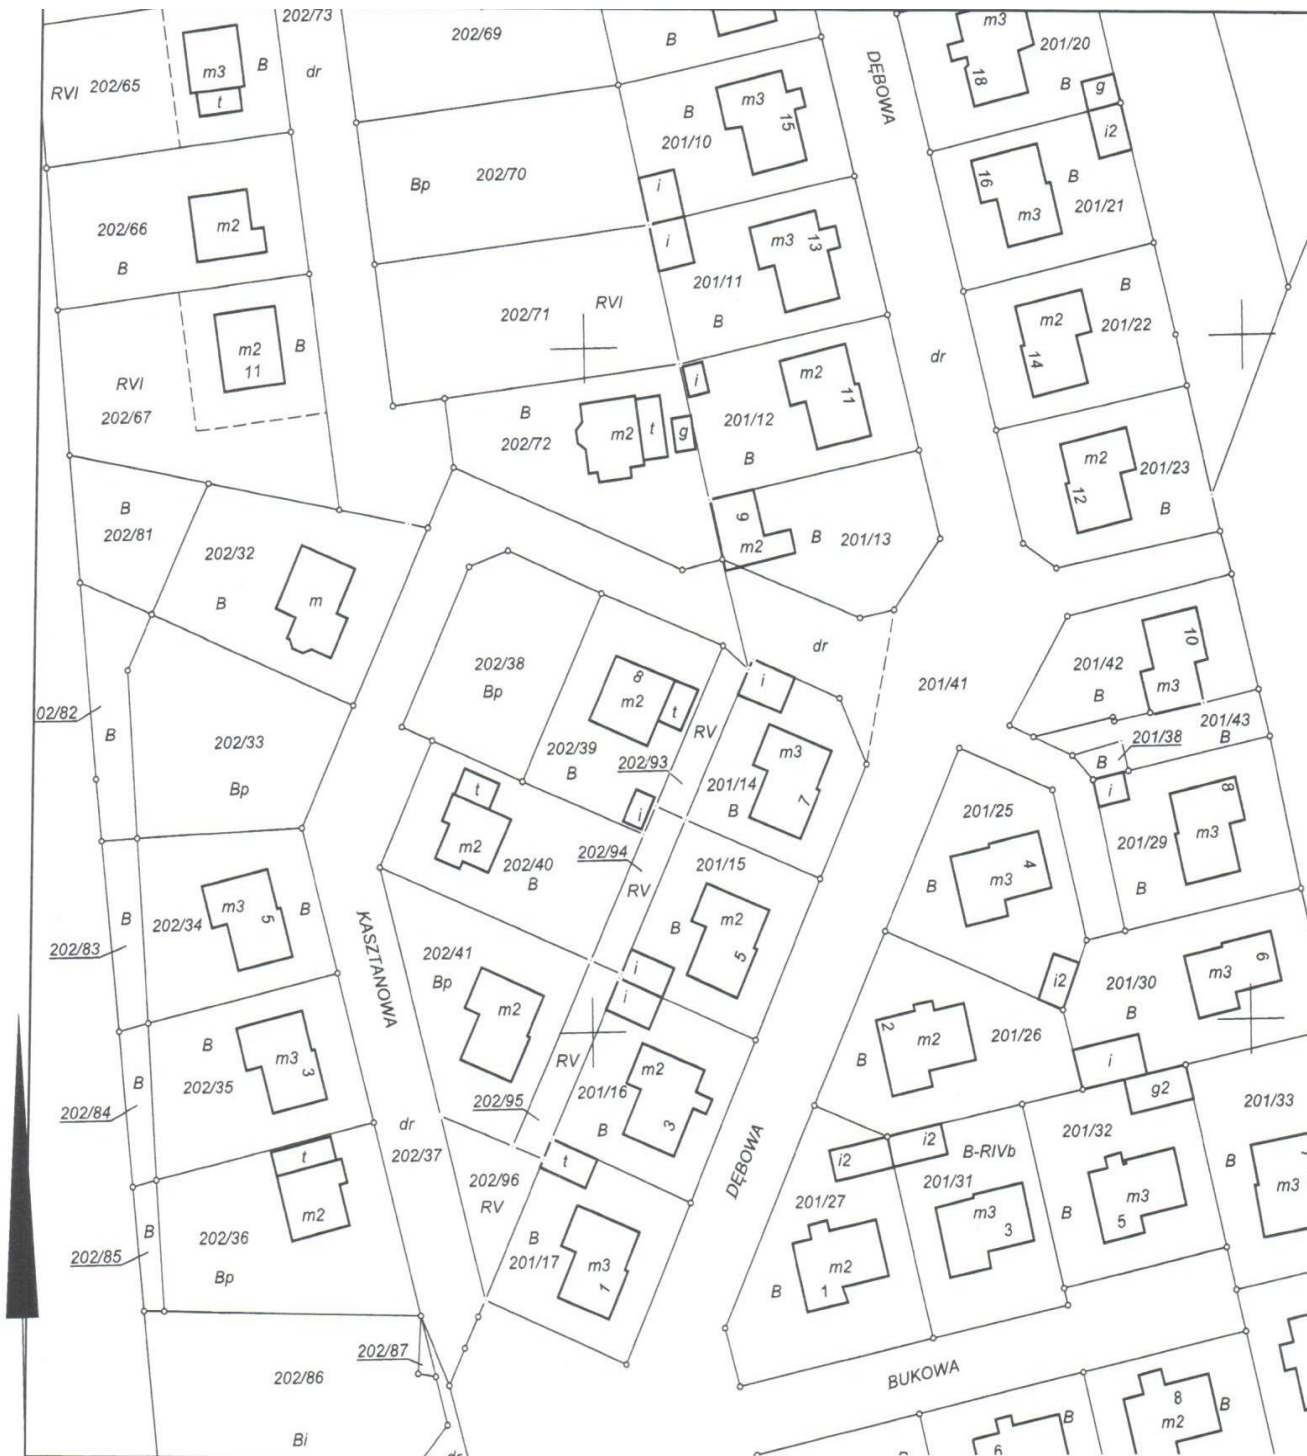 202/73
202/69
B
DĘBOWA
m3
201/20
18
B
g
i2
m3
B
RVI
202/65
t
dr
B
201/10
m3
15
Bp
202/70
i
i
16
m3
B
201/21
202/66
B
m2
m3
13
201/11
B
202/71
RVI
dr
m2
14
B
201/22
m2
11
B
RVI
202/67
B
202/72
m2
t
g
i
201/12
B
m2
11
m2
12
201/23
B
B
202/81
202/32
B
m
9
m2
B
201/13
dr
202/38
Bp
8
m2
t
i
RV
201/41
201/42
B
10
m3
02/82
B
202/33
Bp
202/39
B
202/93
m3
201/14
B
7
8
201/43
B
201/38
B
i
t
m2
i
202/40
B
202/94
RV
201/15
201/25
B
m3
4
201/29
B
8
m3
B
202/83
202/34
m3
5
B
KASZTANOWA
202/41
Bp
m2
B
m2
5
i
i
i2
201/30
B
m3
6
B
202/35
m3
3
B
202/84
RV
202/95
201/16
B
m2
3
2
m2
B
201/26
i
g2
dr
202/37
t
m2
202/36
Bp
B
202/85
202/96
RV
t
DĘBOWA
i2
i2
B-RIVb
201/31
m3
3
201/32
B
m3
5
201/33
B
m3
B
201/17
m3
1
201/27
B
m2
1
202/87
202/86
Bi
dr
BUKOWA
6
B
8
m2
B